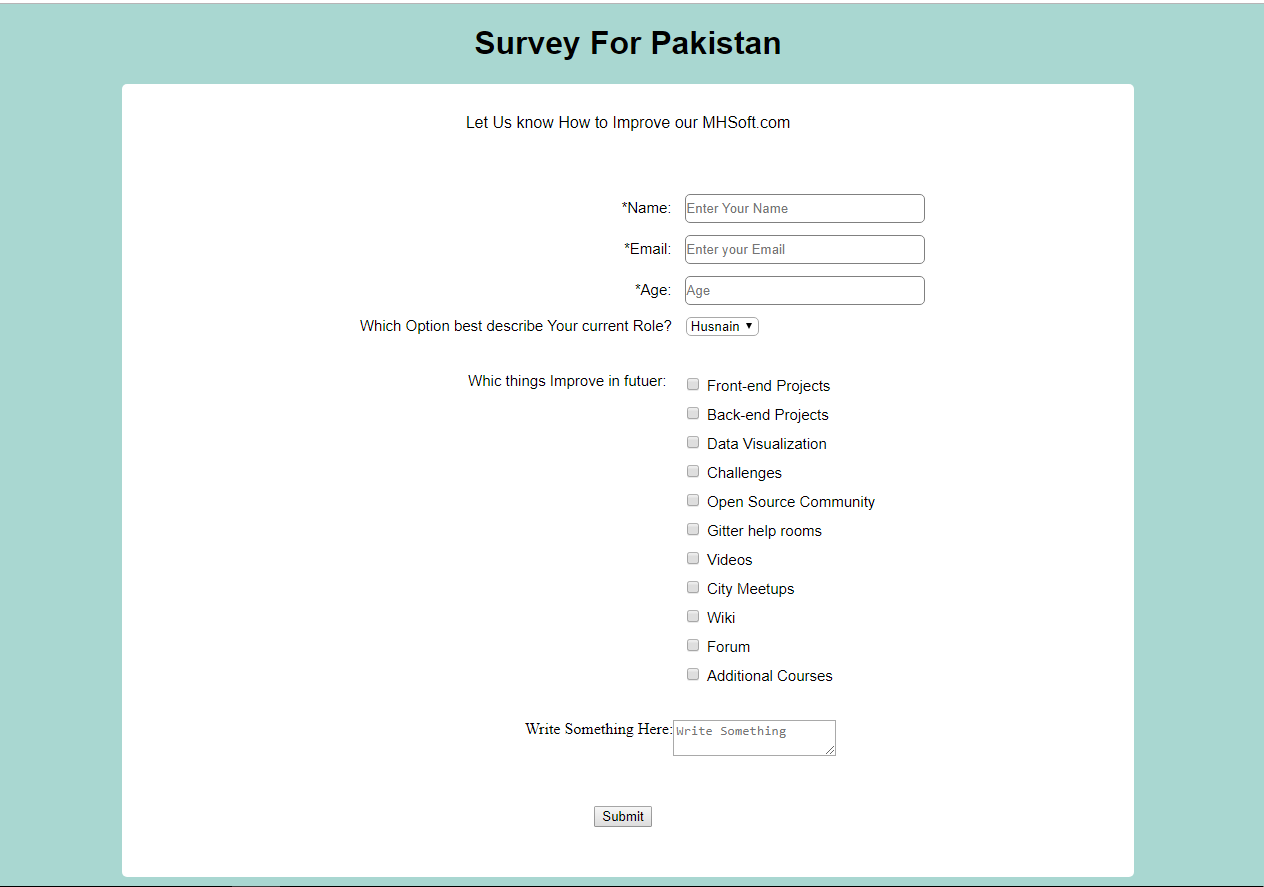 Survey For Pakistan
Let Us know How to Improve our MHSoft.com
*Name: Enter Your Name
*Email: Enter your Email
*Age: Age
Which Option best describe Your current Role? Husnain
Whic things Improve in futuer: Front-end Projects
Back-end Projects
Data Visualization
Challenges
Open Source Community
Gitter help rooms
Videos
City Meetups
Wiki
Forum
Additional Courses
Write Something Here: Write Something
Submit